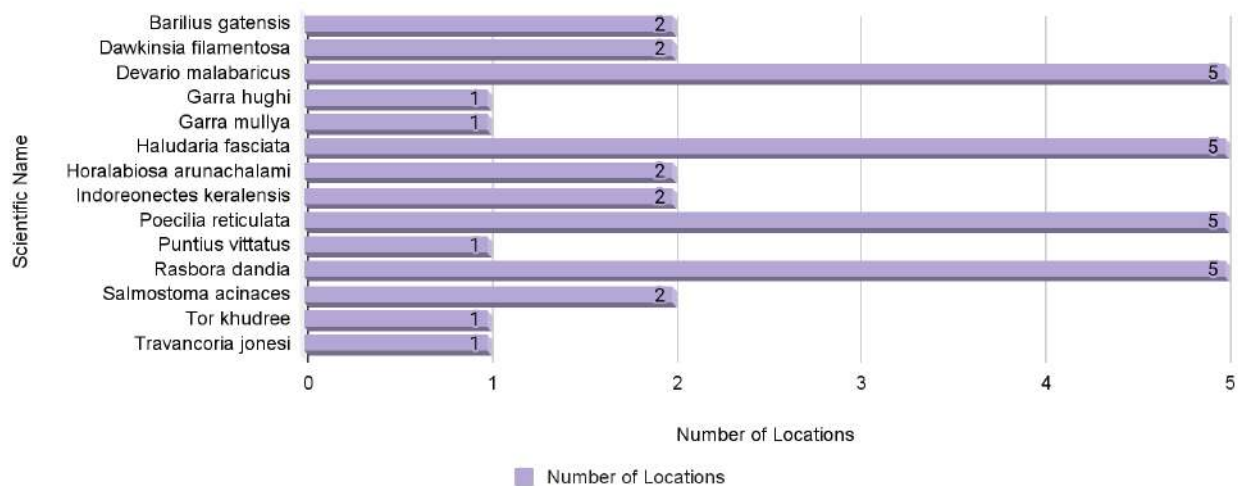 Scientific Name
Barilius gatensis 2
Dawkinsia filamentosa 2
Devario malabaricus 5
Garra hughi 1
Garra mullya 1
Haludaria fasciata 5
Horalabiosa arunachalami 2
Indoreonectes keralensis 2
Poecilia reticulata 5
Puntius vittatus 1
Rasbora dandia 5
Salmostoma acinaces 2
Tor khudree 1
Travancoria jonesi 1
0 1 2 3 4 5
Number of Locations
Number of Locations